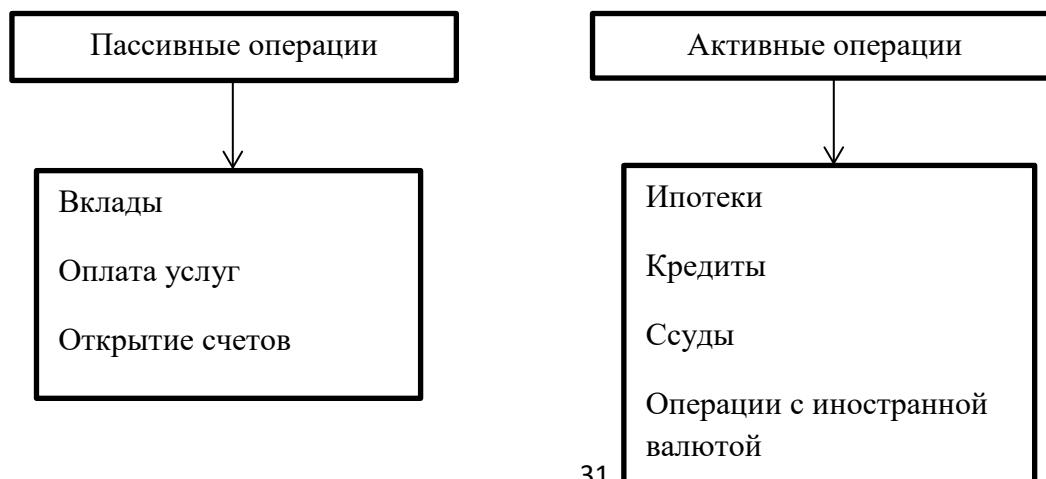 Пассивные операции
Активные операции
Вклады
Оплата услуг
Открытие счетов
Ипотеки
Кредиты
Ссуды
Операции с иностранной
валютой
31